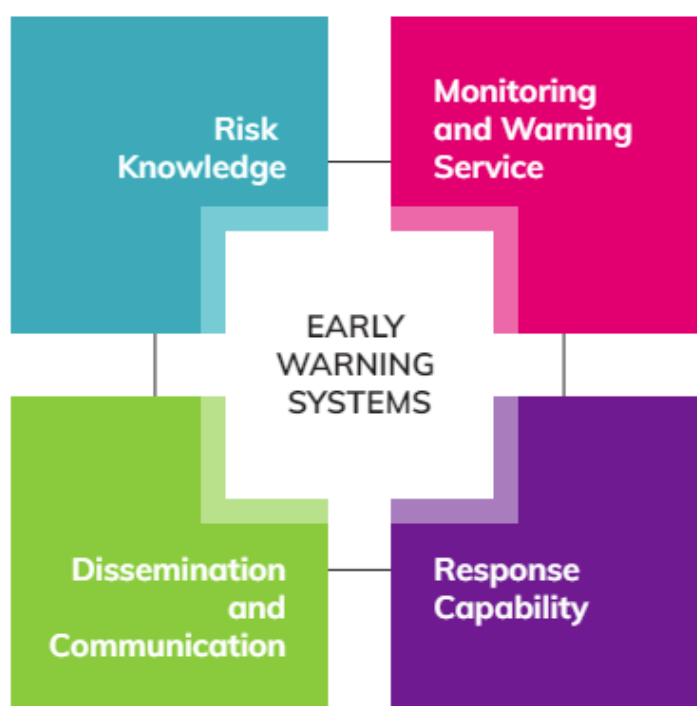 Risk
Knowledge
Monitoring
and Warning
Service
EARLY
WARNING
SYSTEMS
Dissemination
and
Communication
Response
Capability